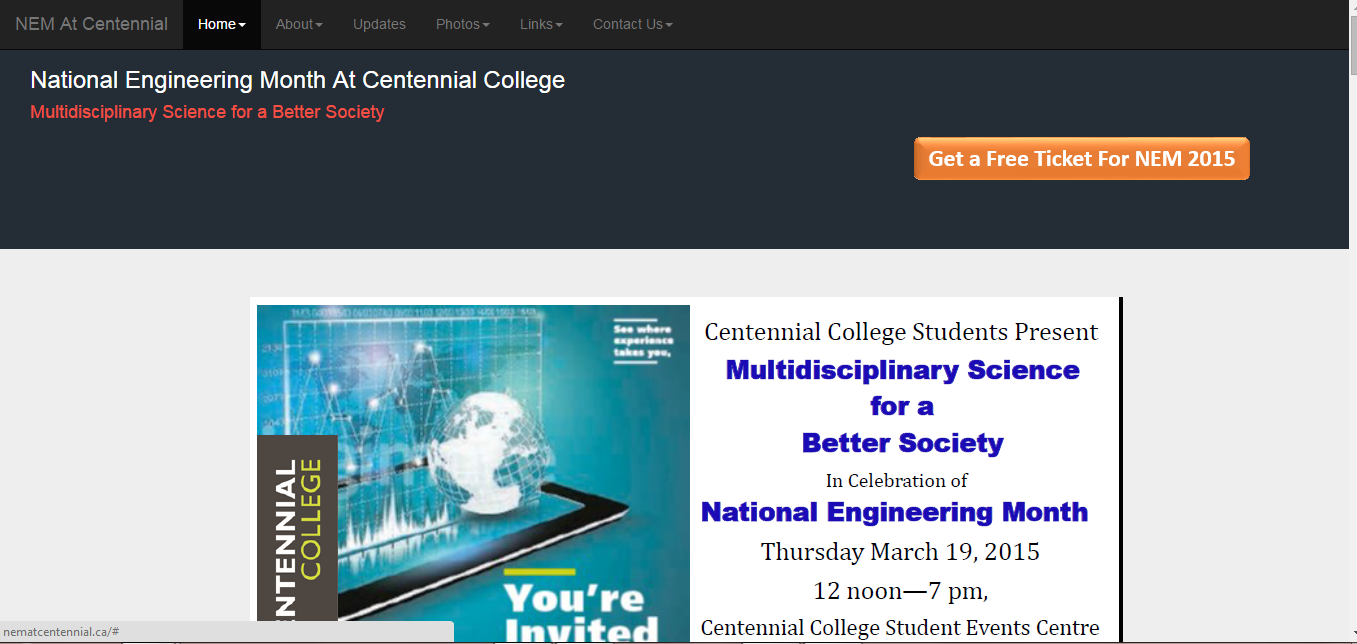 NEM At Centennial
Home
About
Updates
Photos
Links
Contact Us
National Engineering Month At Centennial College
Multidisciplinary Science for a Better Society
Get a Free Ticket For NEM 2015
See where
experience
takes you.
CENTENNIAL
COLLEGE
You're
Invited
Centennial College Students Present
Multidisciplinary Science
for a
Better Society
In Celebration of
National Engineering Month
Thursday March 19, 2015
12 noon—7 pm,
Centennial College Student Events Centre
nematcentennial.ca/#